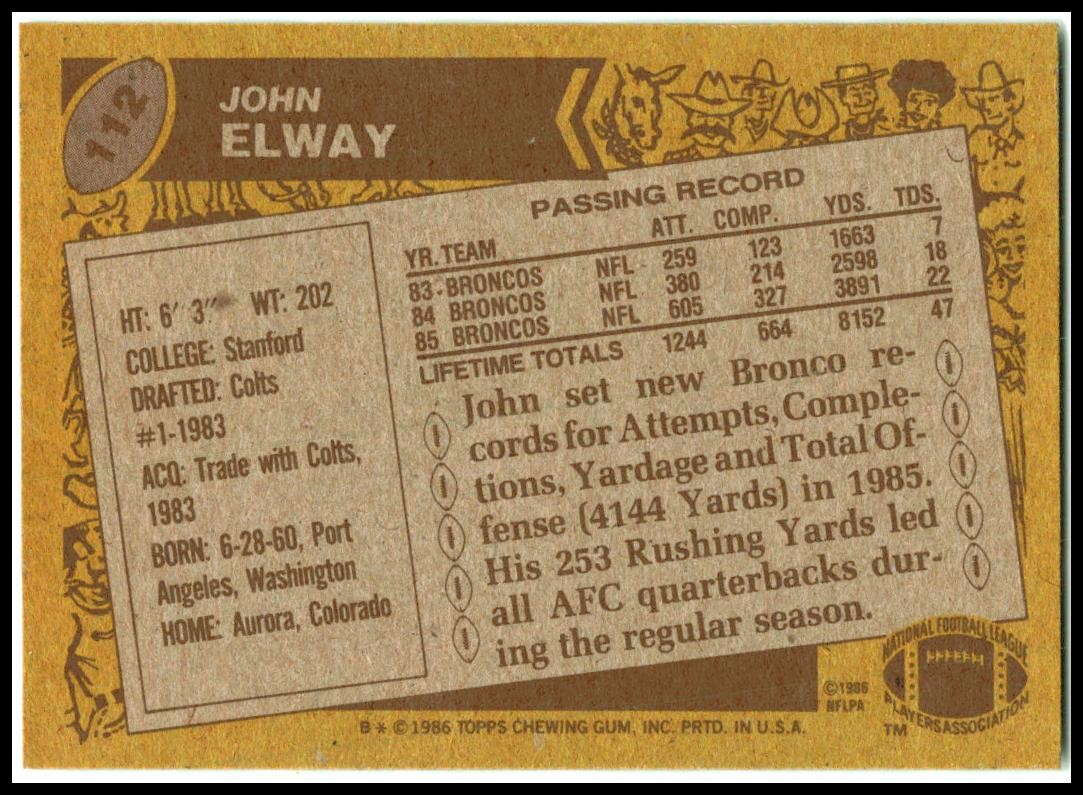 112
JOHN
ELWAY
PASSING RECORD
YR. TEAM ATT. COMP. YDS. TDS.
83-BRONCOS NFL 259 123 1663 7
84 BRONCOS NFL 380 214 2598 18
85 BRONCOS NFL 605 327 3891 22
LIFETIME TOTALS 1244 664 8152 47
HT: 6' 3" WT: 202
COLLEGE: Stanford
DRAFTED: Colts
#1-1983
ACQ: Trade with Colts,
1983
BORN: 6-28-60, Port
Angeles, Washington
HOME: Aurora, Colorado
John set new Bronco re-
cords for Attempts, Comple-
tions, Yardage and Total Of-
fense (4144 Yards) in 1985.
His 253 Rushing Yards led
all AFC quarterbacks dur-
ing the regular season.
©1986
NFLPA
NATIONAL FOOTBALL LEAGUE
PLAYERS ASSOCIATION
TM
B * © 1986 TOPPS CHEWING GUM, INC. PRTD. IN U.S.A.